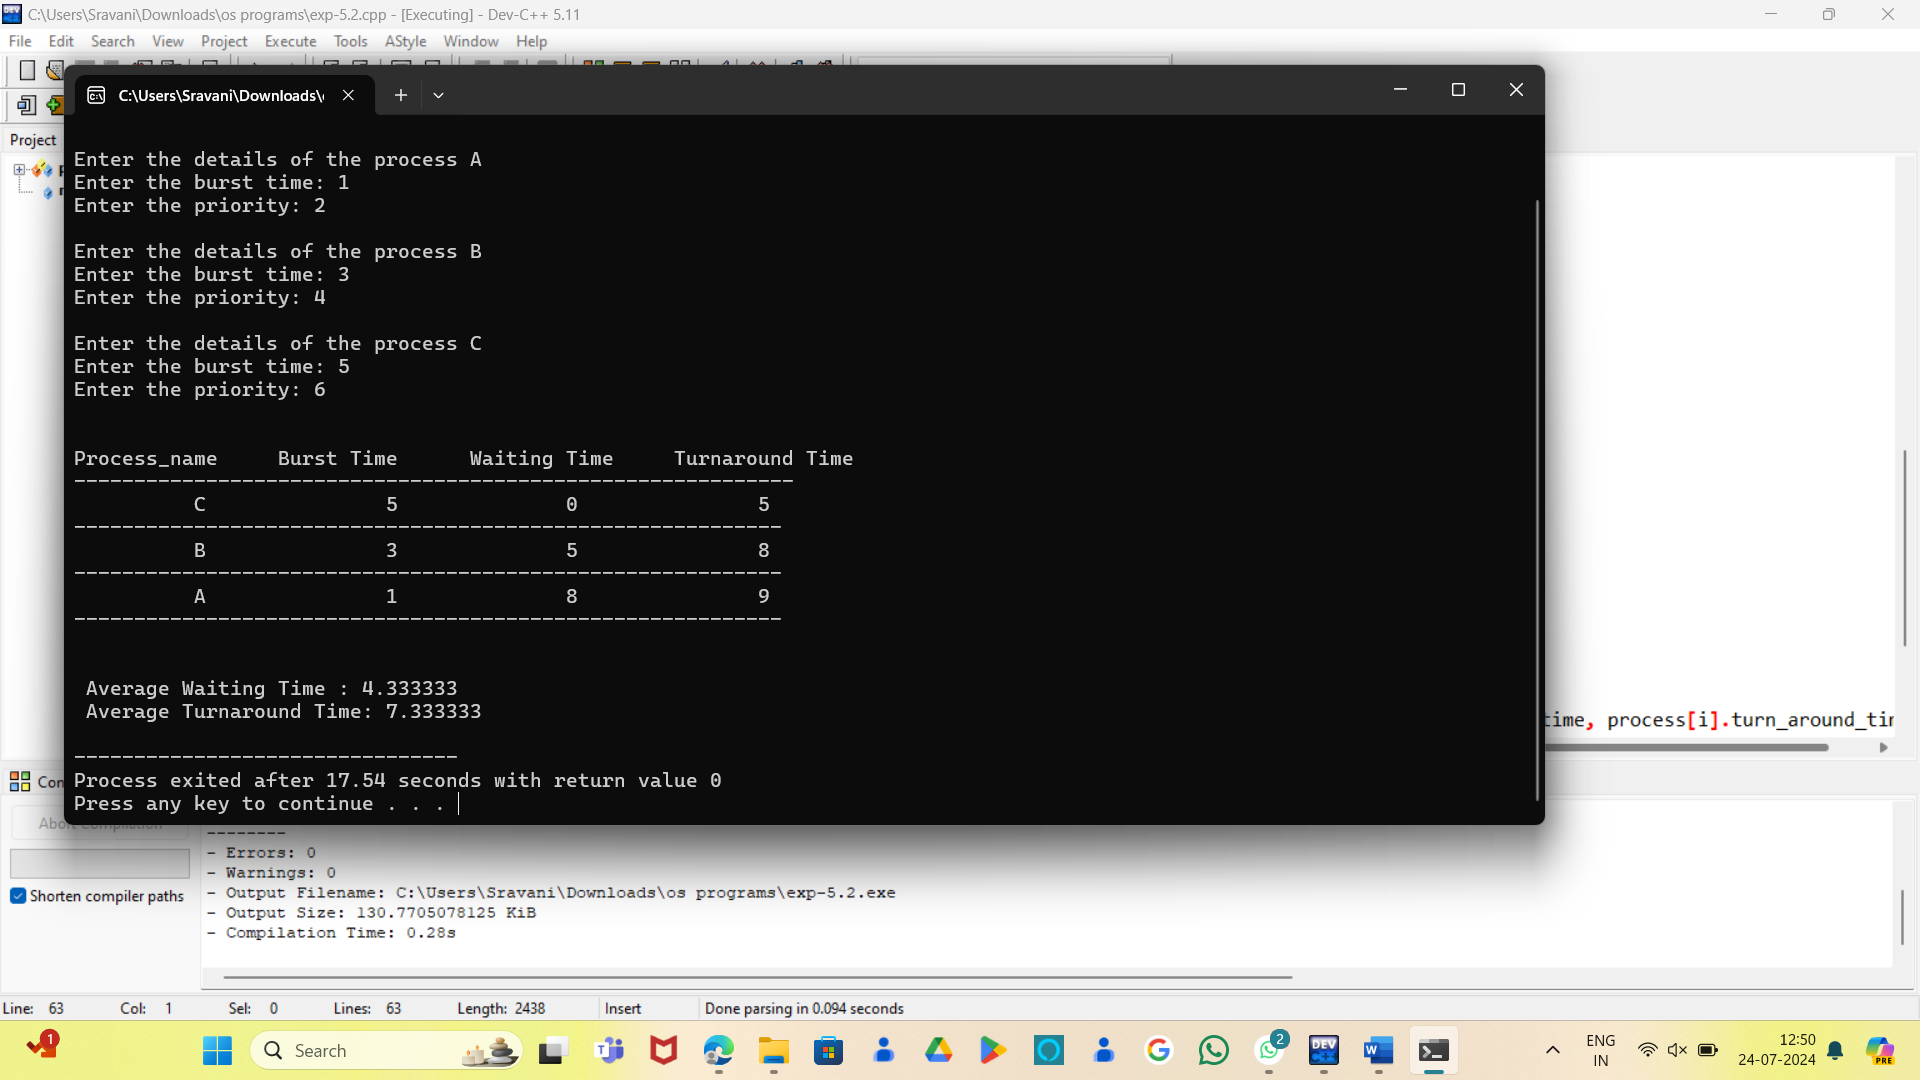 C:\Users\Sravani\Downloads\os programs\exp-5.2.cpp - [Executing] - Dev-C++ 5.11
File Edit Search View Project Execute Tools AStyle Window Help
C:\Users\Sravani\Downloads\
Project
Enter the details of the process A
Enter the burst time: 1
Enter the priority: 2
Enter the details of the process B
Enter the burst time: 3
Enter the priority: 4
Enter the details of the process C
Enter the burst time: 5
Enter the priority: 6
Process_name Burst Time Waiting Time Turnaround Time
------------------------------------------------------------
C 5 0 5
-----------------------------------------------------------
B 3 5 8
-----------------------------------------------------------
A 1 8 9
-----------------------------------------------------------
Average Waiting Time : 4.333333
Average Turnaround Time: 7.333333
--------------------------------
Process exited after 17.54 seconds with return value 0
Press any key to continue . . .
time, process[i].turn_around_tir
Con
Abort Compilation
Shorten compiler paths
-------
- Errors: 0
- Warnings: 0
- Output Filename: C:\Users\Sravani\Downloads\os programs\exp-5.2.exe
- Output Size: 130.7705078125 KiB
- Compilation Time: 0.28s
Line: 63 Col: 1 Sel: 0 Lines: 63 Length: 2438 Insert Done parsing in 0.094 seconds
1
Search
2
DEV
W
PRE
ENG
IN
12:50
24-07-2024